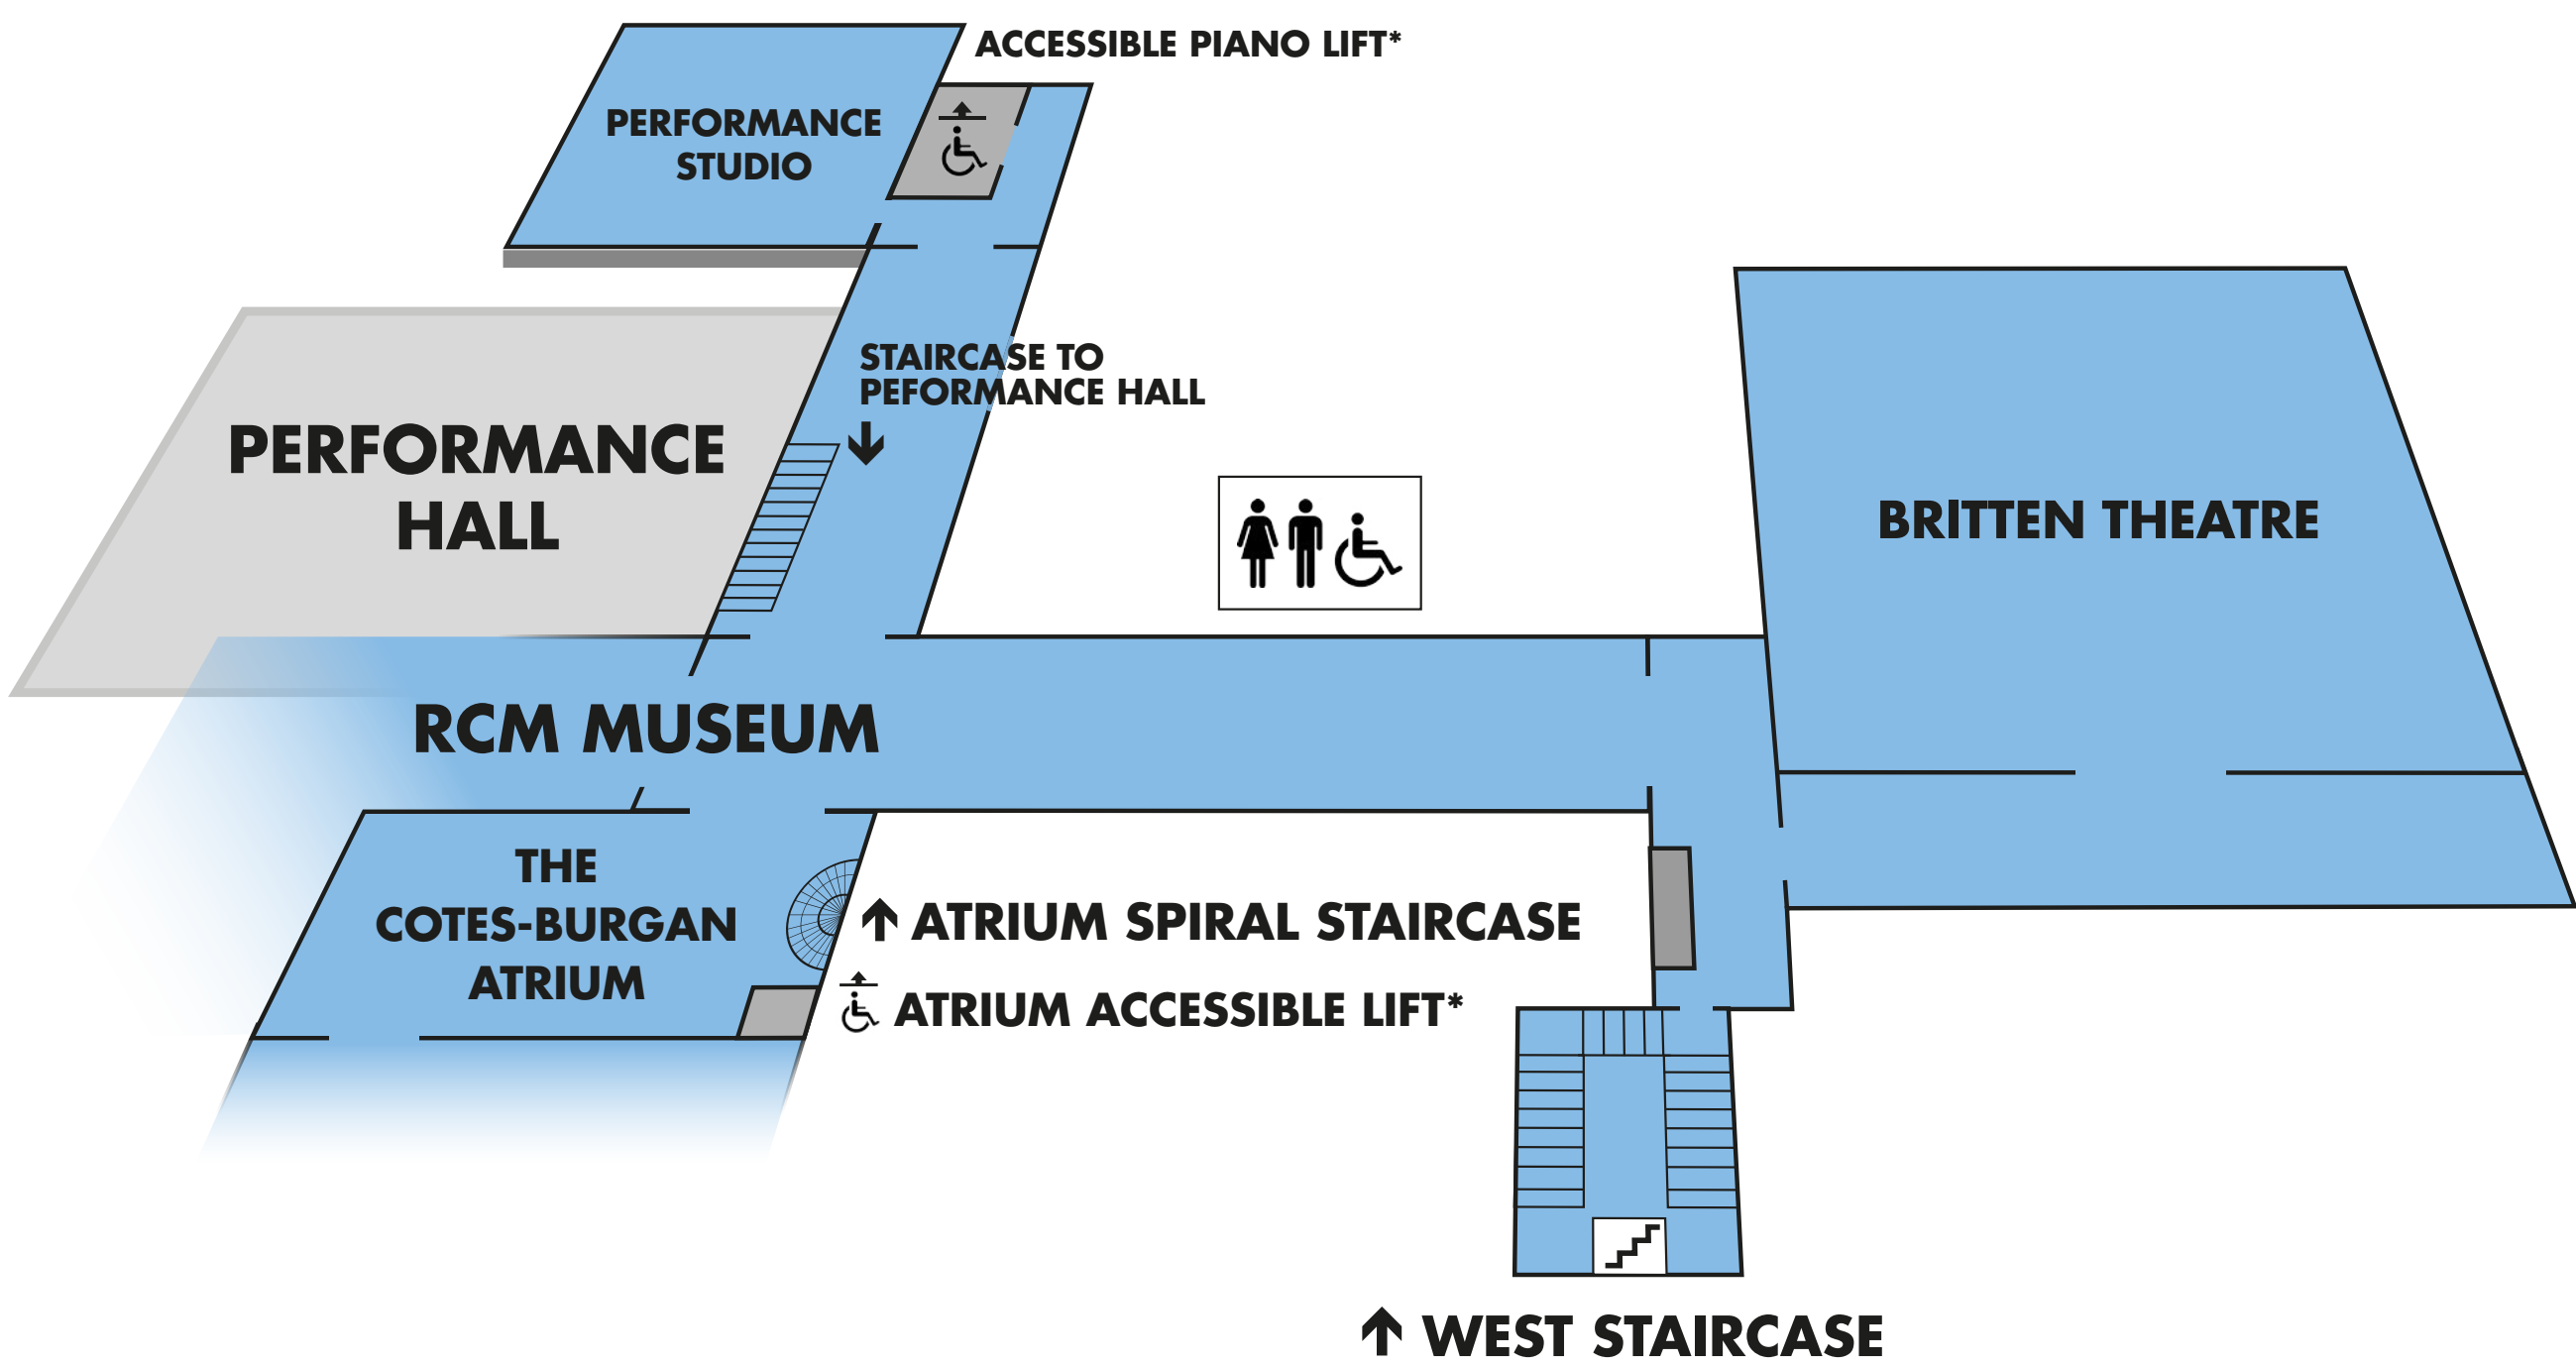 ACCESSIBLE PIANO LIFT*
PERFORMANCE
STUDIO
STAIRCASE TO
PEFORMANCE HALL
PERFORMANCE
HALL
BRITTEN THEATRE
RCM MUSEUM
THE
COTES-BURGAN
ATRIUM
ATRIUM SPIRAL STAIRCASE
ATRIUM ACCESSIBLE LIFT*
WEST STAIRCASE